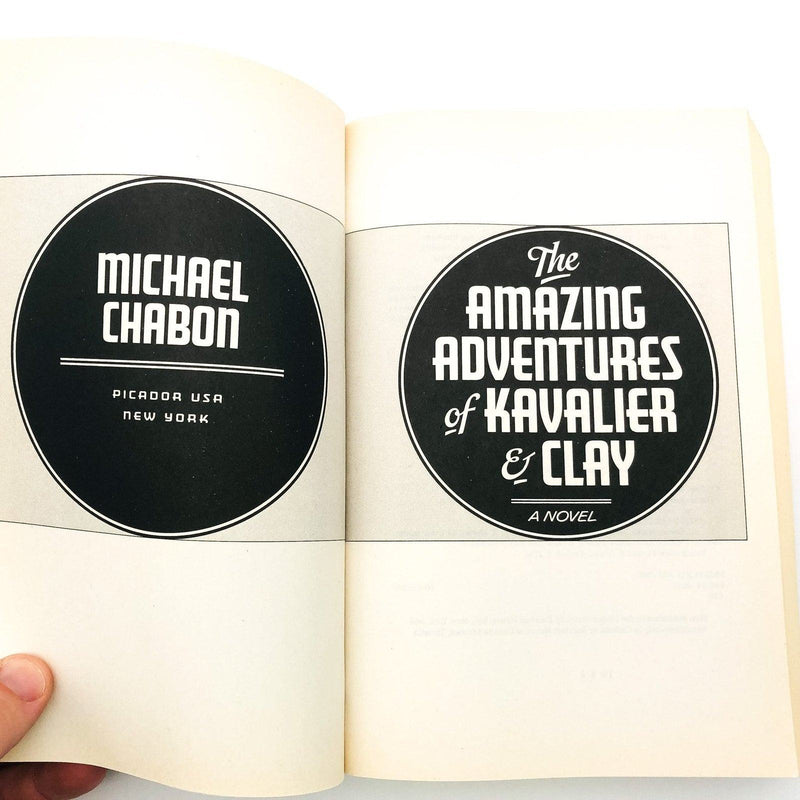 MICHAEL
CHABON
PICADOR USA
NEW YORK
The
AMAZING
ADVENTURES
of KAVALIER
& CLAY
A NOVEL